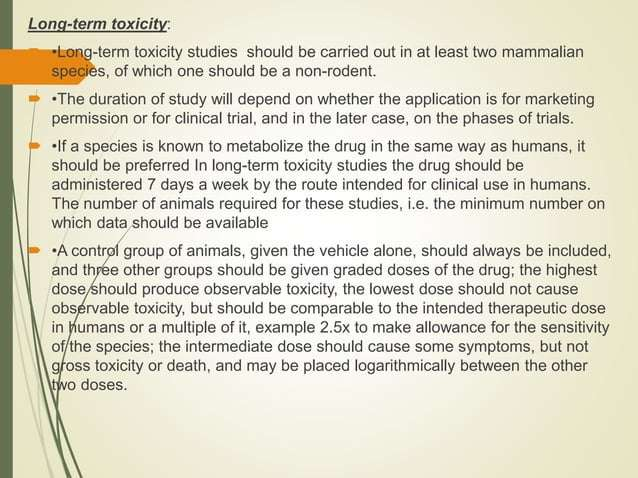 Long-term toxicity:
•Long-term toxicity studies should be carried out in at least two mammalian
species, of which one should be a non-rodent.
•The duration of study will depend on whether the application is for marketing
permission or for clinical trial, and in the later case, on the phases of trials.
•If a species is known to metabolize the drug in the same way as humans, it
should be preferred In long-term toxicity studies the drug should be
administered 7 days a week by the route intended for clinical use in humans.
The number of animals required for these studies, i.e. the minimum number on
which data should be available
•A control group of animals, given the vehicle alone, should always be included,
and three other groups should be given graded doses of the drug; the highest
dose should produce observable toxicity, the lowest dose should not cause
observable toxicity, but should be comparable to the intended therapeutic dose
in humans or a multiple of it, example 2.5x to make allowance for the sensitivity
of the species; the intermediate dose should cause some symptoms, but not
gross toxicity or death, and may be placed logarithmically between the other
two doses.